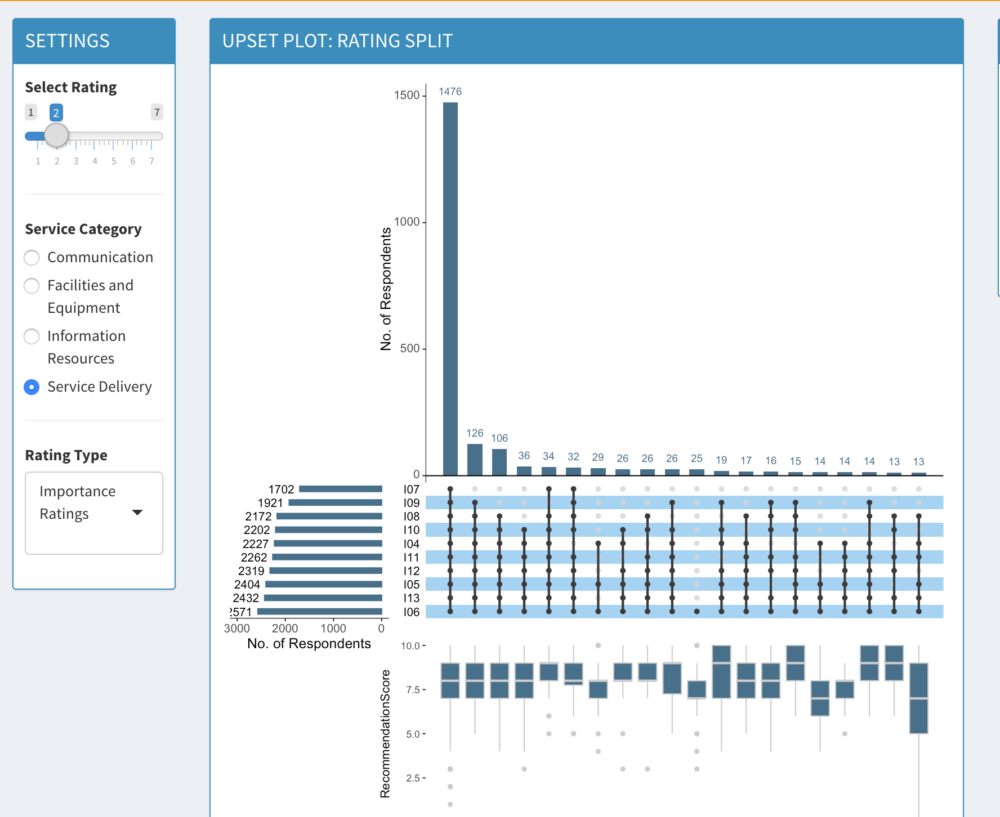 SETTINGS
Select Rating
1 2 7
1 2 3 4 5 6 7
Service Category
Communication
Facilities and
Equipment
Information
Resources
Service Delivery
Rating Type
Importance
Ratings
UPSET PLOT: RATING SPLIT
No. of Respondents
1500
1000
500
0
1476 126 106 36 34 32 29 26 26 26 25 19 17 16 15 14 14 14 13 13
1702 I07
1921 I09
2172 I08
2202 I10
2227 I04
2262 I11
2319 I12
2404 I05
2432 I13
571 I06
3000 2000 1000 0
No. of Respondents
RecommendationScore
10.0
7.5
5.0
2.5